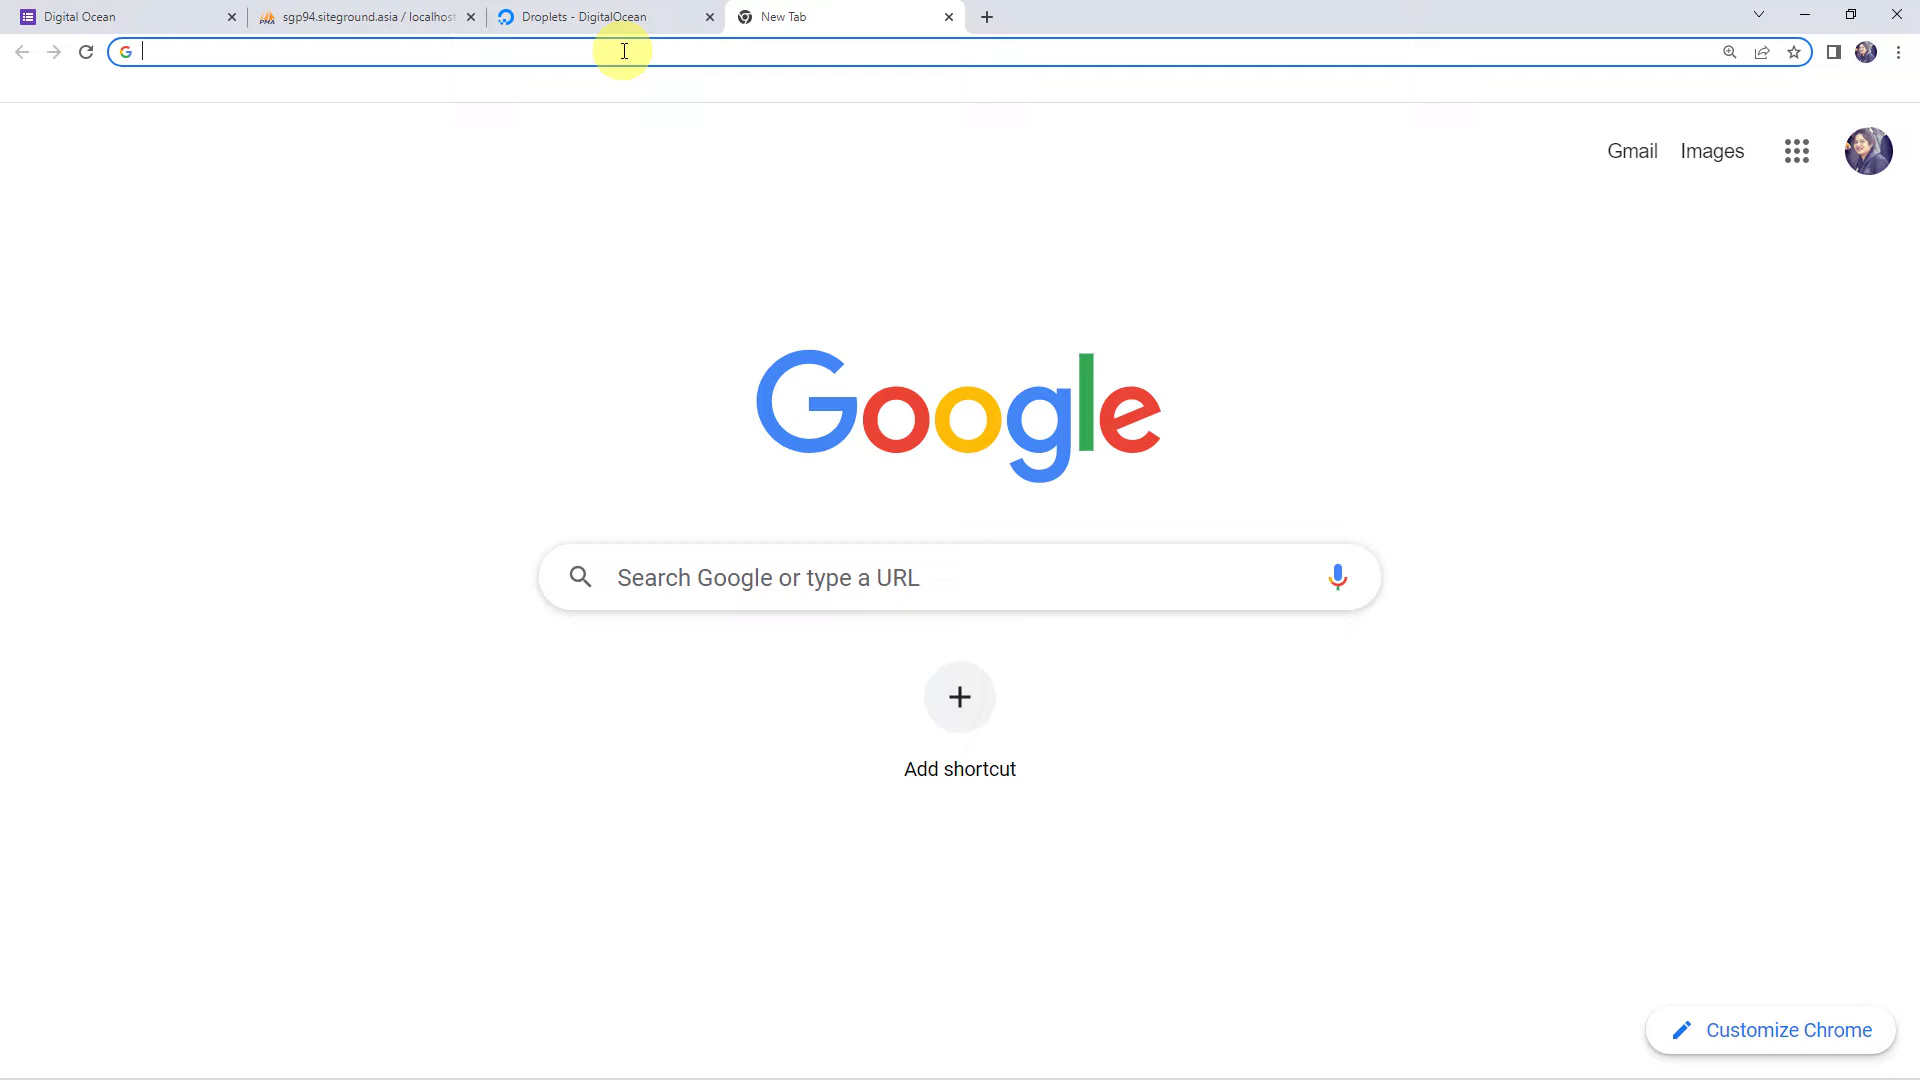 Digital Ocean
PMA
sgp94.siteground.asia / localhost
Droplets - DigitalOcean
New Tab
G
Gmail
Images
Google
Search Google or type a URL
Add shortcut
Customize Chrome